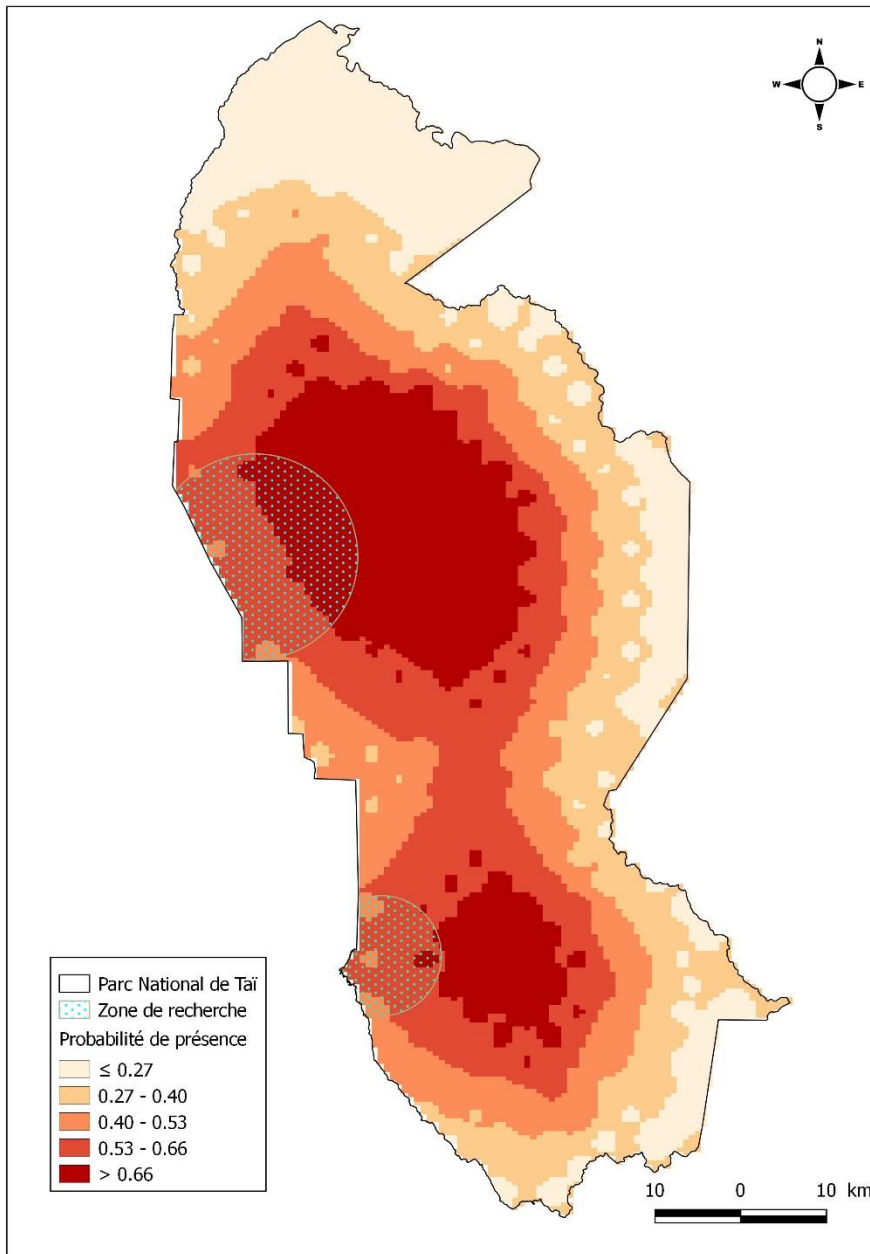 N
W E
S
Parc National de Taï
Zone de recherche
Probabilité de présence
≤ 0.27
0.27 - 0.40
0.40 - 0.53
0.53 - 0.66
> 0.66
10 0 10 km